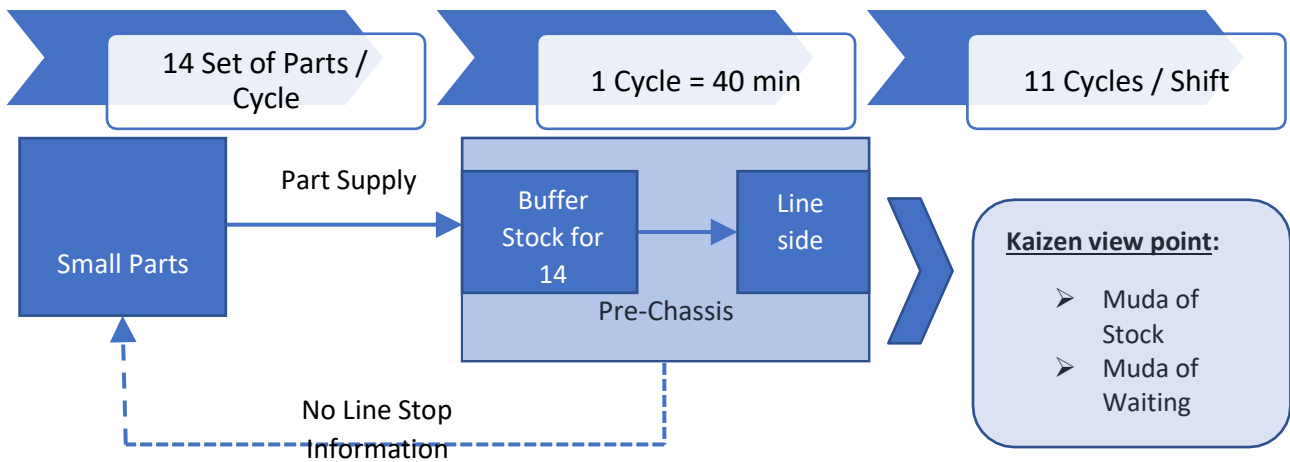 14 Set of Parts /
Cycle
1 Cycle = 40 min
11 Cycles / Shift
Small Parts
Part Supply
Buffer
Stock for
14
Line
side
Pre-Chassis
No Line Stop
Information
Kaizen view point:
➢ Muda of
Stock
➢ Muda of
Waiting